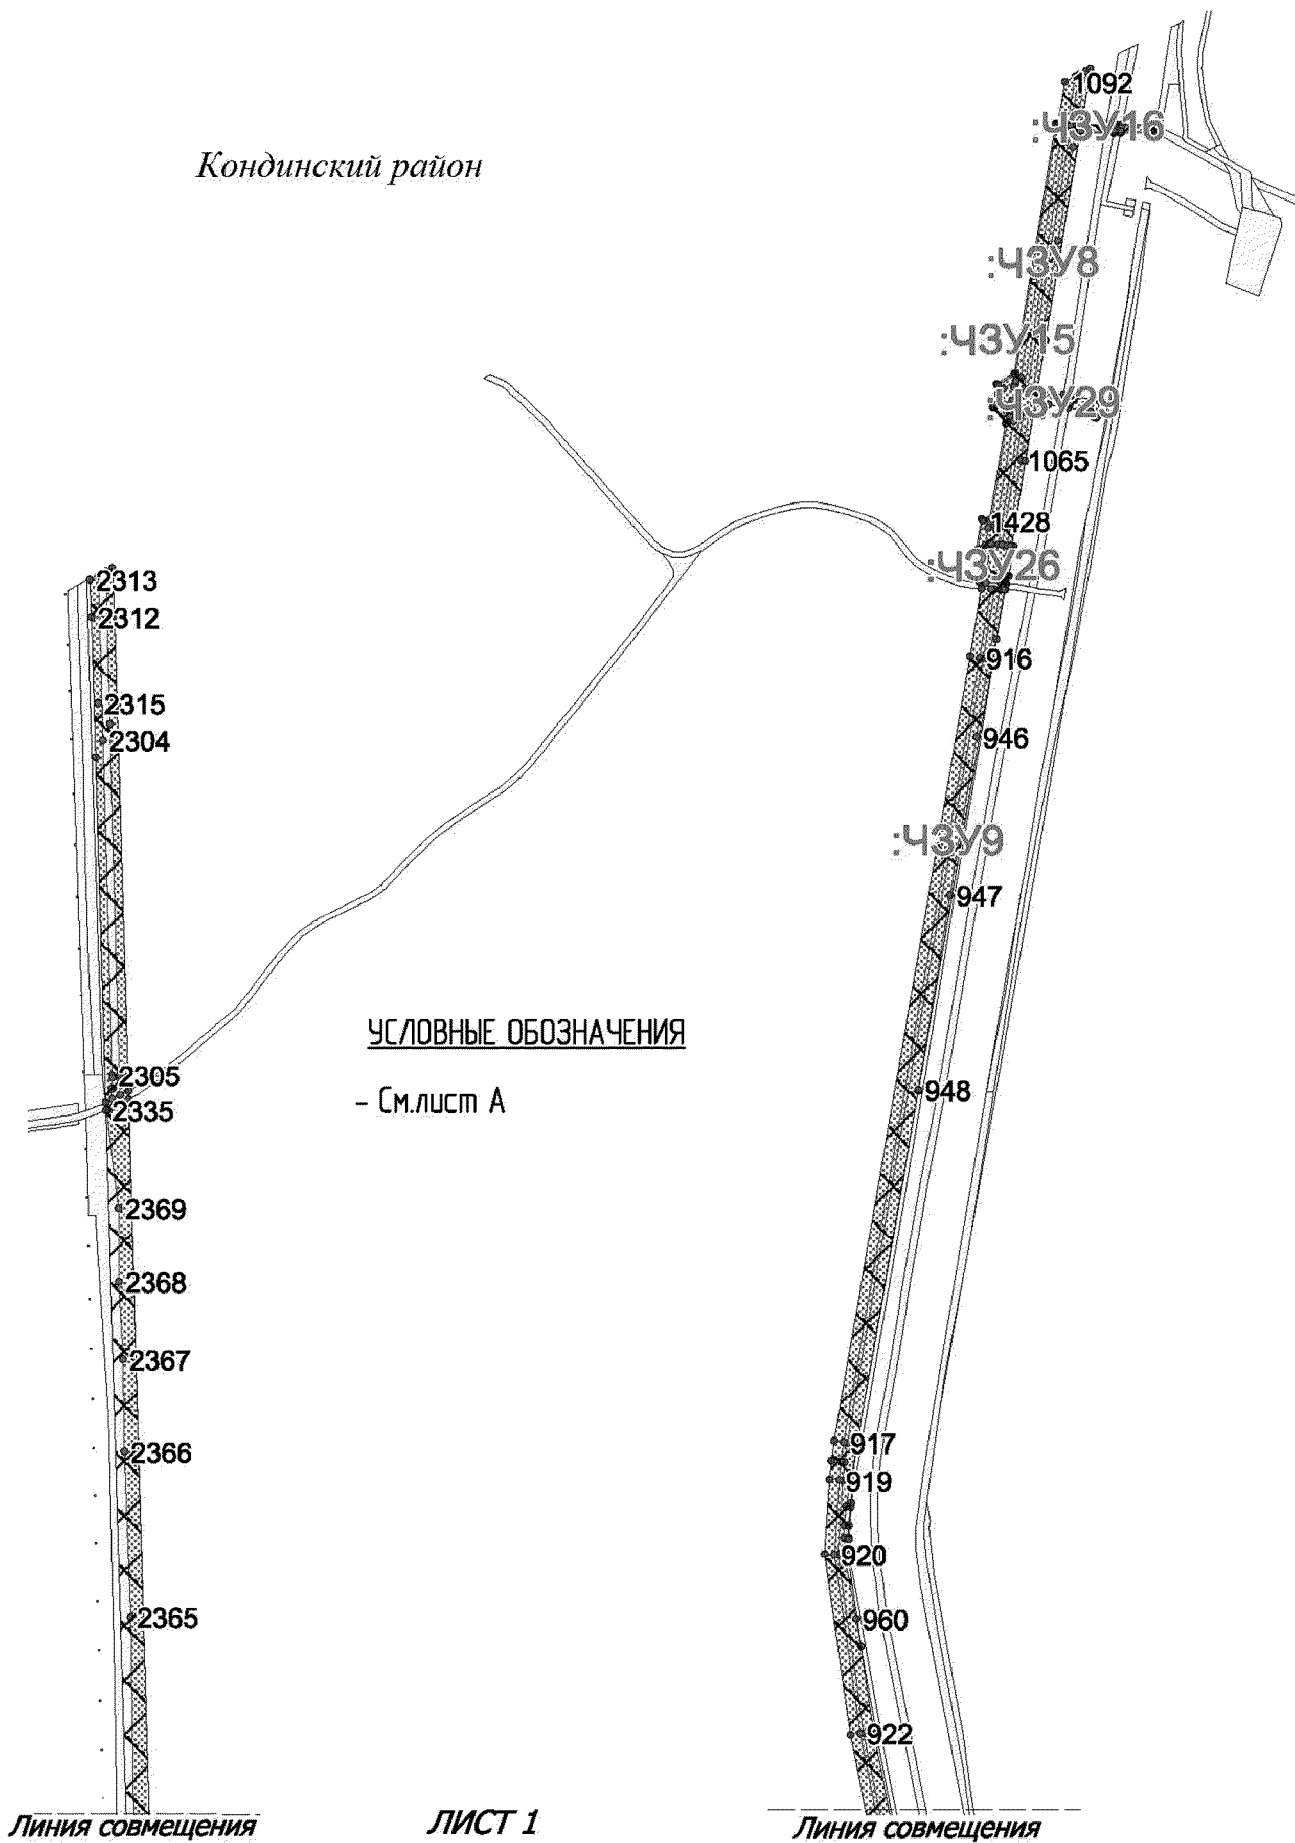 1092
:ЧЗУ16
Кондинский район
:ЧЗУ8
:ЧЗУ15
:ЧЗУ29
1065
1428
:ЧЗУ26
2313
2312
916
2315
2304
946
:ЧЗУ9
947
УСЛОВНЫЕ ОБОЗНАЧЕНИЯ
2305
948
- См.лист А
2335
2369
2368
2367
917
2366
919
920
2365
960
922
Линия совмещения
ЛИСТ 1
Линия совмещения